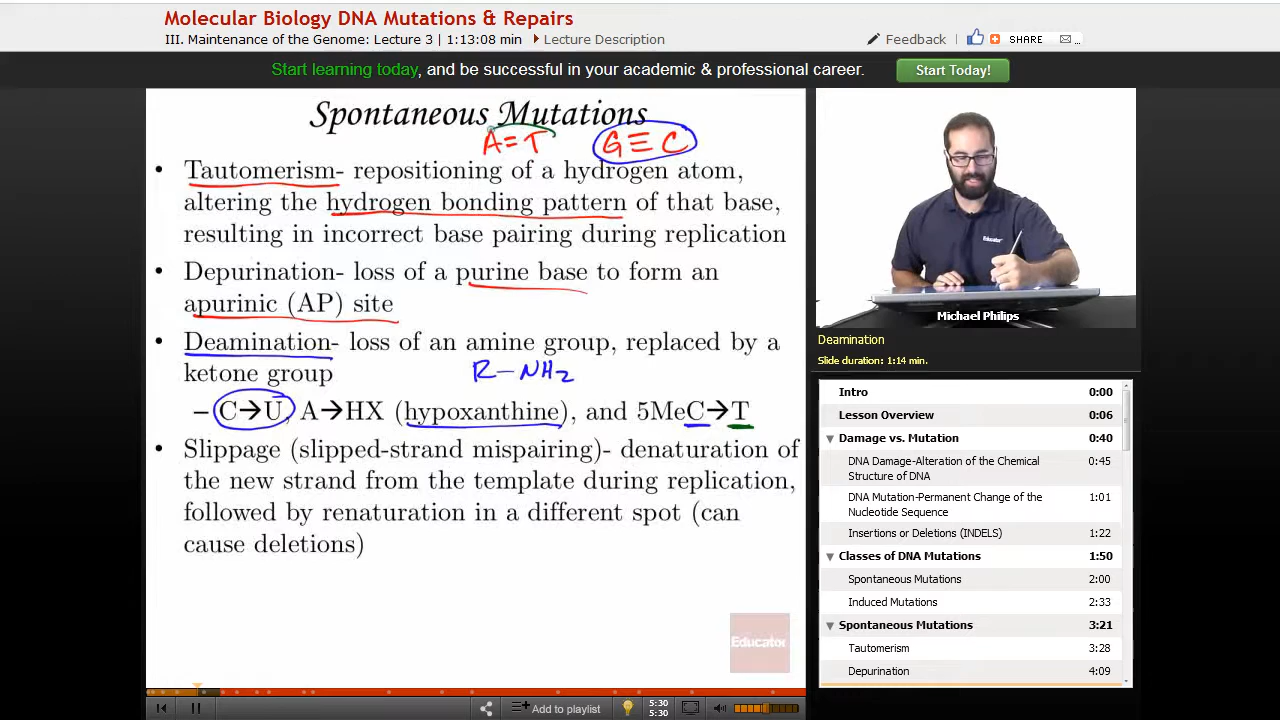 Molecular Biology DNA Mutations & Repairs
III. Maintenance of the Genome: Lecture 3 | 1:13:08 min Lecture Description
Feedback SHARE
Start learning today, and be successful in your academic & professional career. Start Today!
Spontaneous Mutations
A=T G≡C
• Tautomerism- repositioning of a hydrogen atom,
altering the hydrogen bonding pattern of that base,
resulting in incorrect base pairing during replication
• Depurination- loss of a purine base to form an
apurinic (AP) site
• Deamination- loss of an amine group, replaced by a
ketone group
R-NH2
– C→U, A→HX (hypoxanthine), and 5MeC→T
• Slippage (slipped-strand mispairing)- denaturation of
the new strand from the template during replication,
followed by renaturation in a different spot (can
cause deletions)
Educator
Educator
Michael Philips
Deamination
Slide duration: 1:14 min.
Intro 0:00
Lesson Overview 0:06
Damage vs. Mutation 0:40
DNA Damage-Alteration of the Chemical 0:45
Structure of DNA
DNA Mutation-Permanent Change of the 1:01
Nucleotide Sequence
Insertions or Deletions (INDELS) 1:22
Classes of DNA Mutations 1:50
Spontaneous Mutations 2:00
Induced Mutations 2:33
Spontaneous Mutations 3:21
Tautomerism 3:28
Depurination 4:09
Add to playlist
5:30
5:30